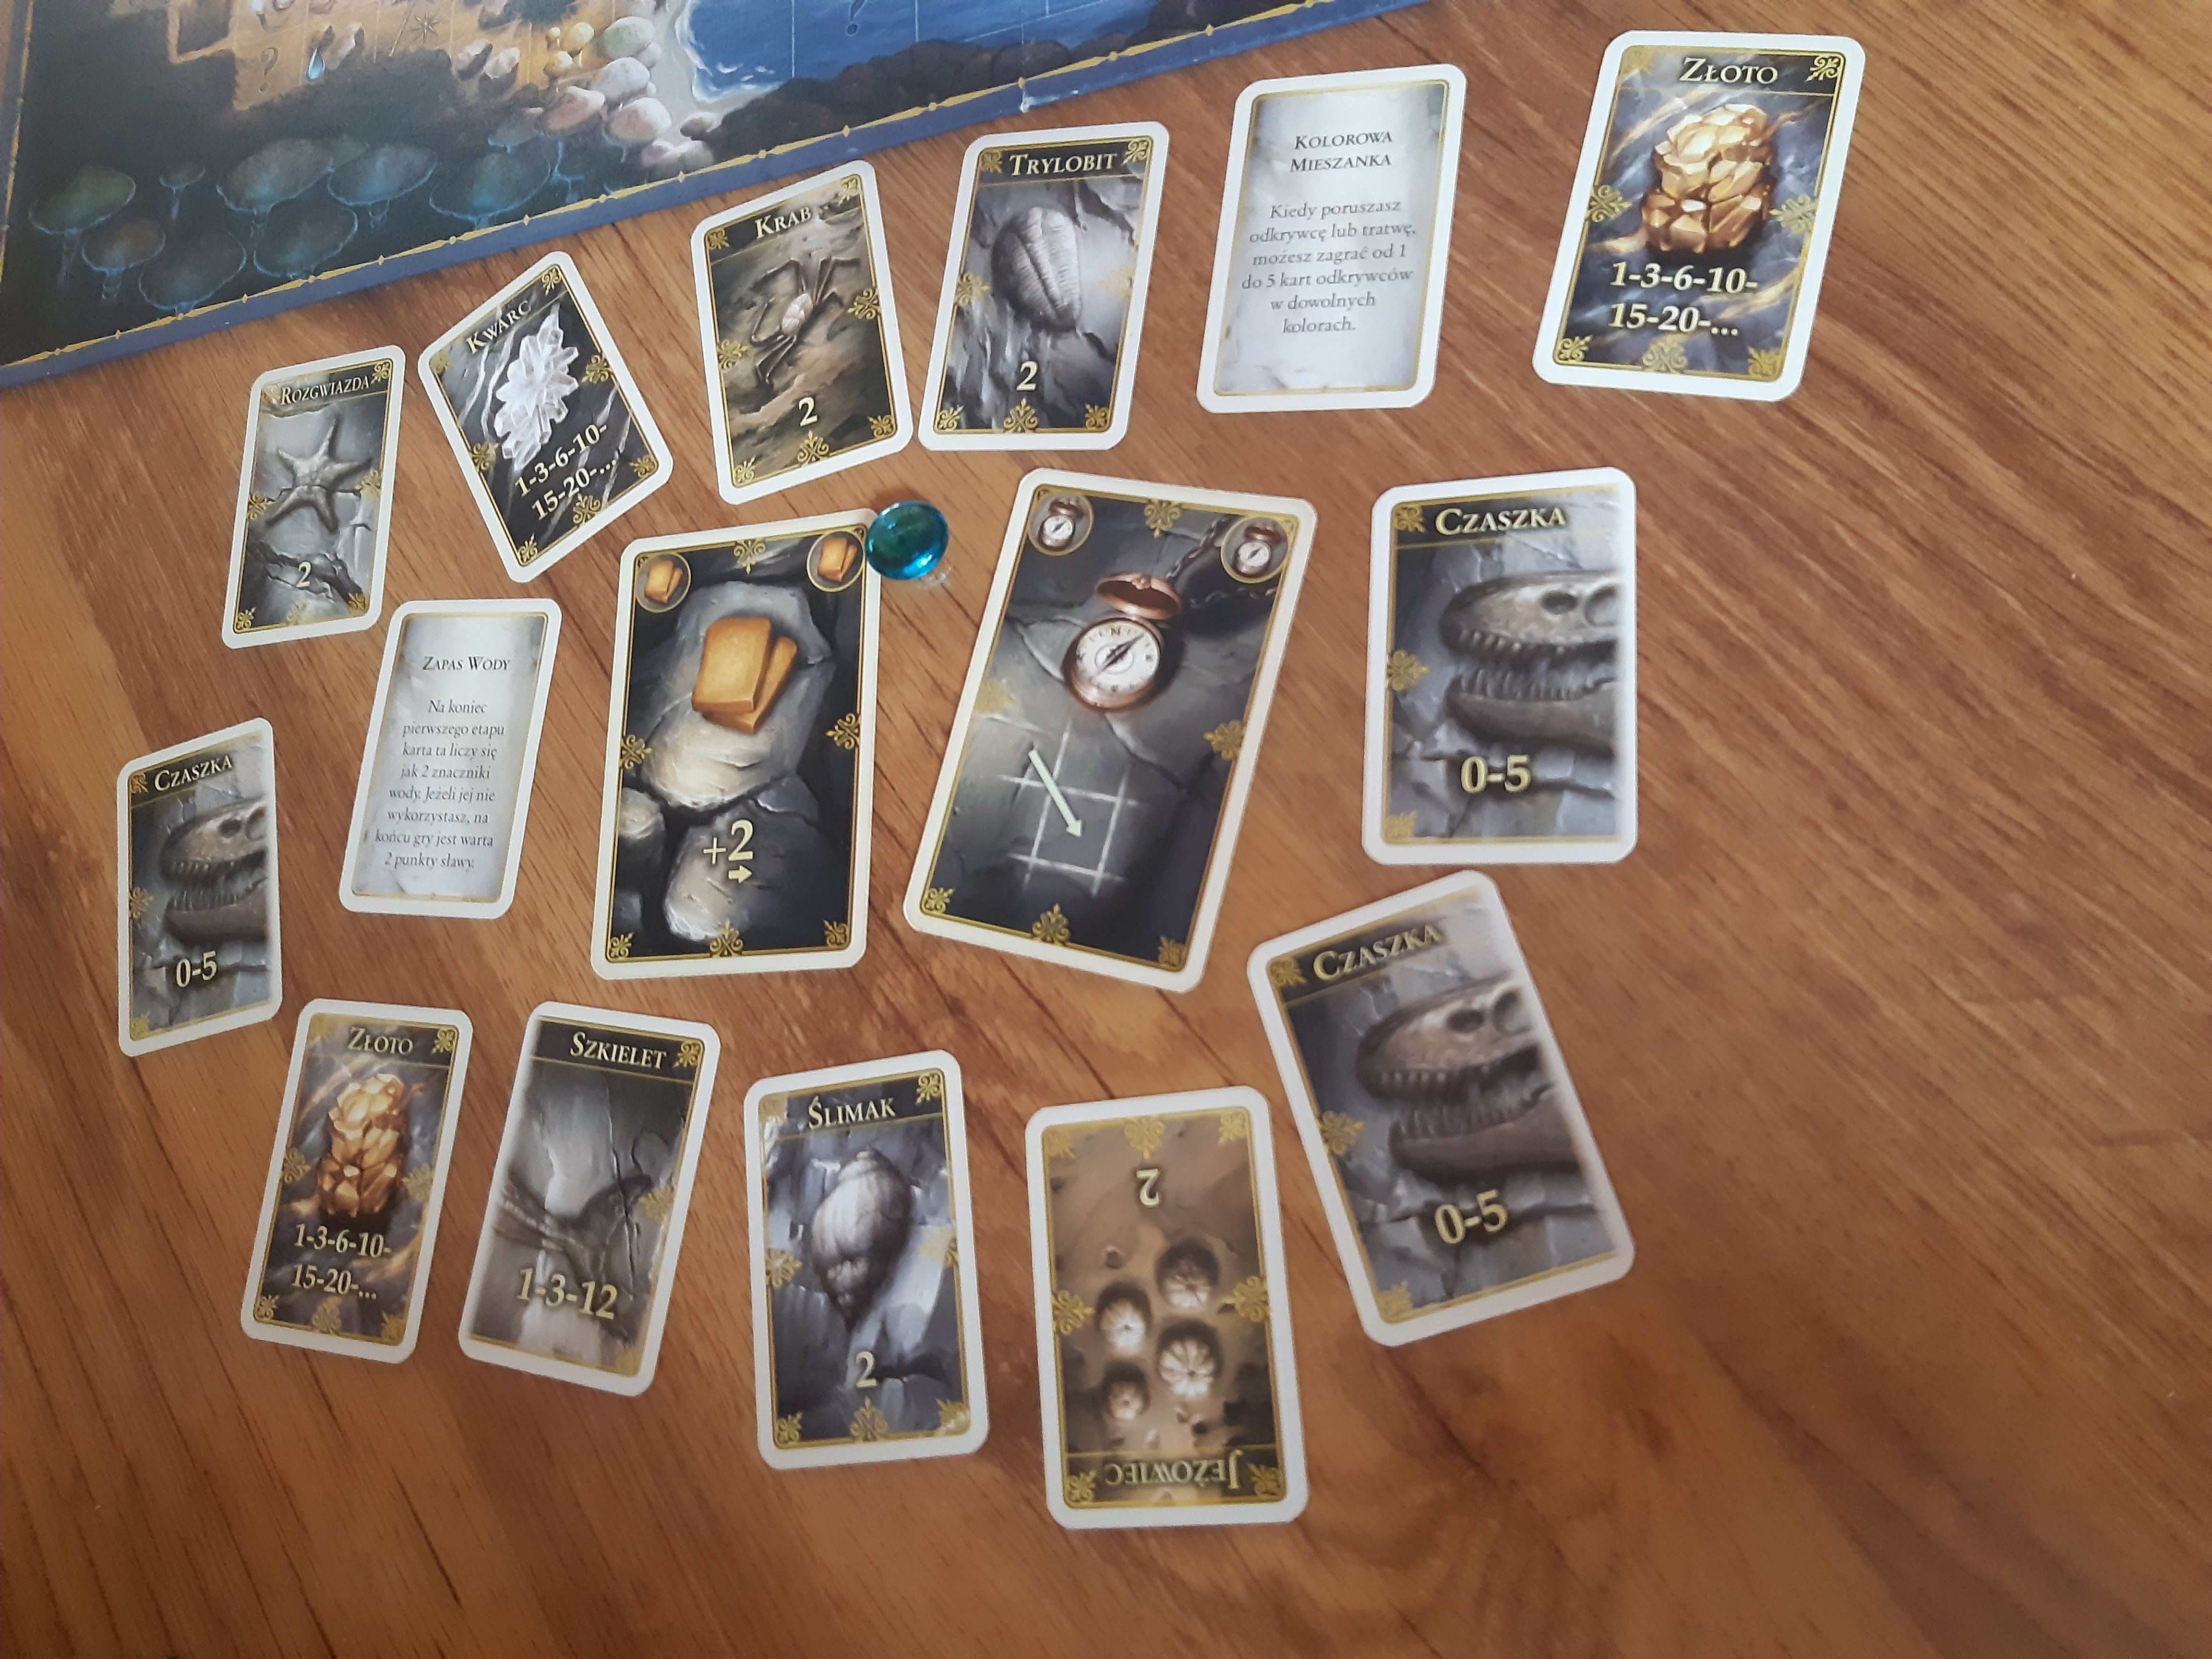 CZASZKA
0-5
ROZGWIAZDA
2
ZŁOTO
1-3-6-10-
15-20-...
ZAPAS WODY
Na koniec
pierwszego etapu
karta ta liczy się
jak 2 znaczniki
wody. Jeżeli jej nie
wykorzystasz, na
końcu gry jest warta
2 punkty sławy.
KWARC
1-3-6-10-
15-20-...
SZKIELET
1-3-12
+2
KRAB
2
ŚLIMAK
2
TRYLOBIT
2
JEŻOWIEC
2
KOLOROWA
MIESZANKA
Kiedy poruszasz
odkrywcę lub tratwę,
możesz zagrać od 1
do 5 kart odkrywców
w dowolnych
kolorach.
CZASZKA
0-5
CZASZKA
0-5
ZŁOTO
1-3-6-10-
15-20-...